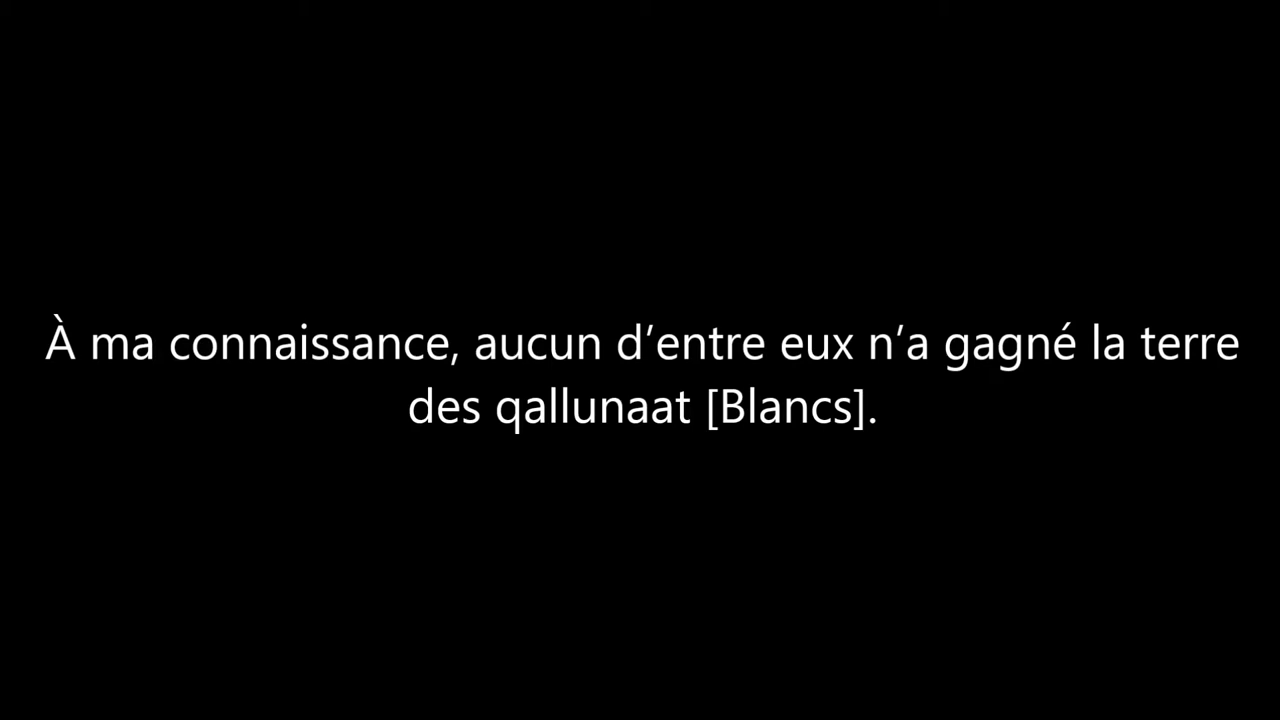 À ma connaissance, aucun d’entre eux n’a gagné la terre
des qallunaat [Blancs].